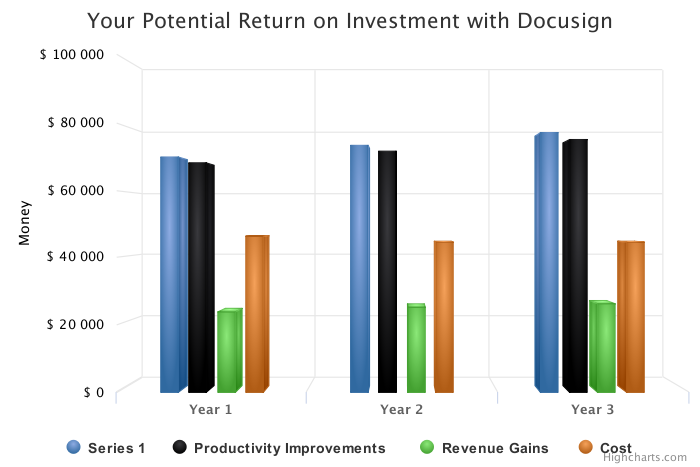 Your Potential Return on Investment with Docusign
$ 100 000
$ 80 000
$ 60 000
$ 40 000
$ 20 000
$ 0
Money
Year 1 Year 2 Year 3
Series 1 Productivity Improvements Revenue Gains Cost
Highcharts.com